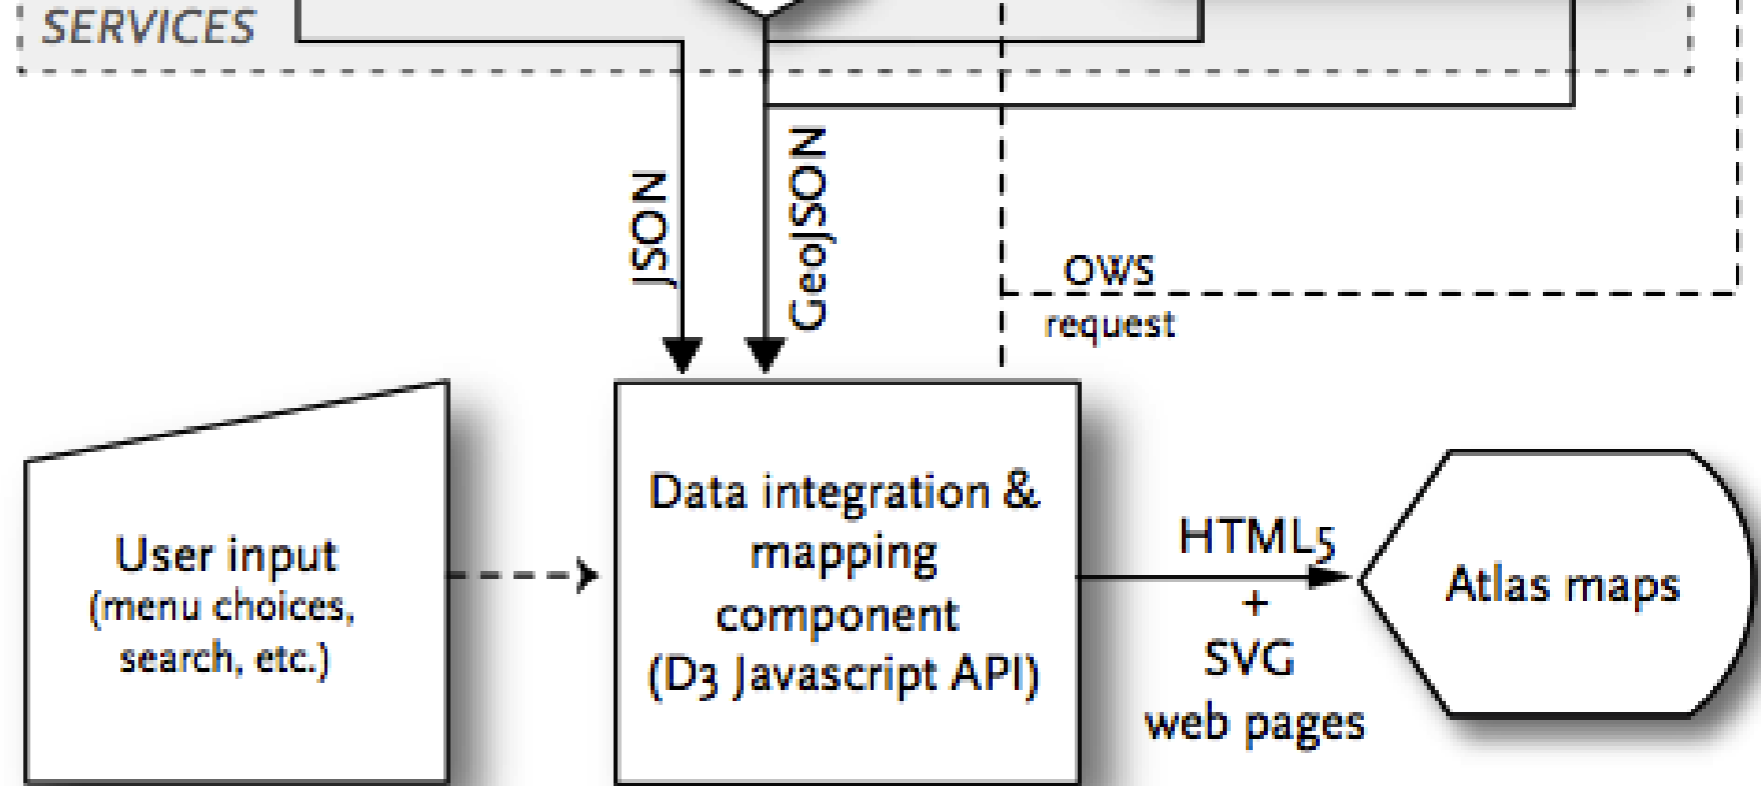 SERVICES
JSON
GeoJSON
OWS
request
User input
(menu choices,
search, etc.)
Data integration &
mapping
component
(D3 Javascript API)
HTML5
+
SVG
web pages
Atlas maps